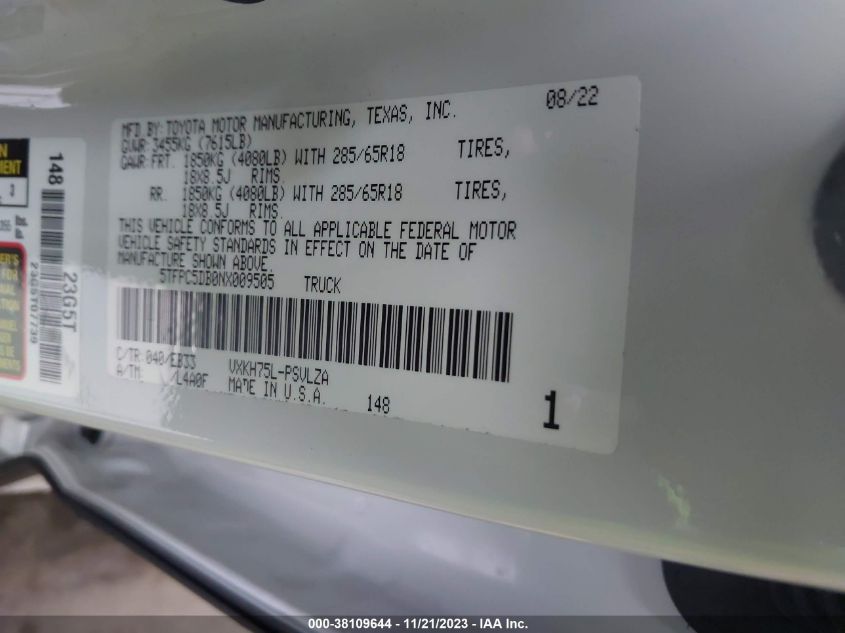 08/22
MFD.BY:TOYOTA MOTOR MANUFACTURING, TEXAS, INC.
GVWR:3455KG (7615LB)
GAWR:FRT. 1850KG (4080LB) WITH 285/65R18 TIRES,
18X8.5J RIMS.
RR. 1850KG (4080LB) WITH 285/65R18 TIRES,
18X8.5J RIMS.
THIS VEHICLE CONFORMS TO ALL APPLICABLE FEDERAL MOTOR
VEHICLE SAFETY STANDARDS IN EFFECT ON THE DATE OF
MANUFACTURE SHOWN ABOVE.
5TFPC5DB0NX009505 TRUCK
C/TR:040/EB33 VXKH75L-PSVLZA
A/TM: /L4A0F MADE IN U.S.A. 148
1
148
23G5T
23G5T07739
000-38109644 - 11/21/2023 - IAA Inc.